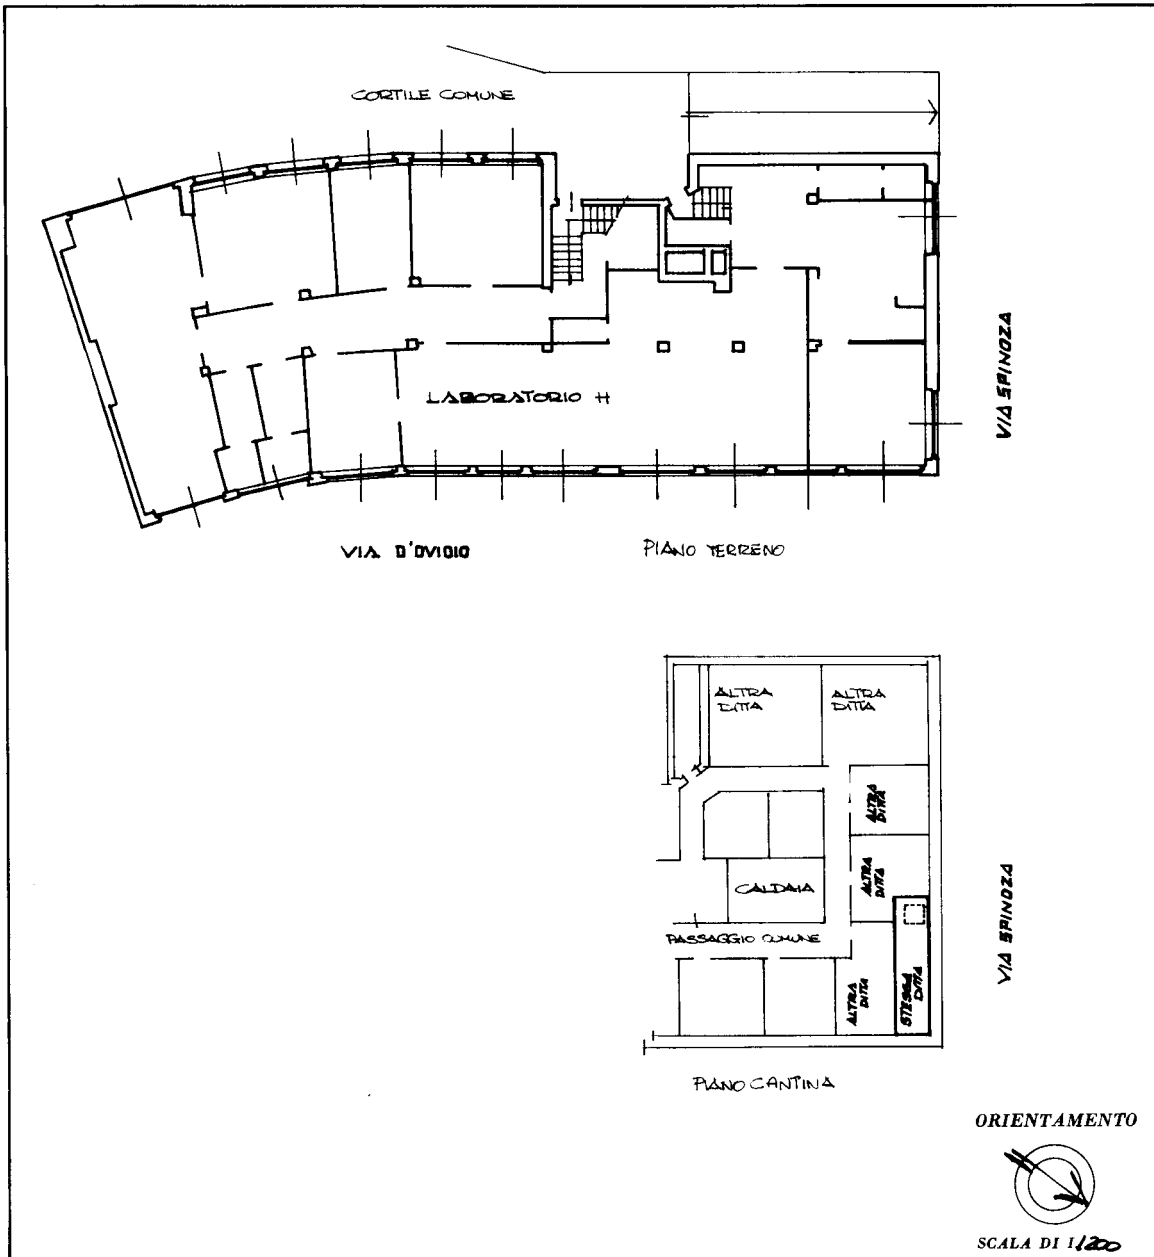 CORTILE COMUNE
VIA SPINOZA
LABORATORIO H
VIA D'OVIDIO
PIANO TERRENO
ALTRA
DITTA
ALTRA
DITTA
ALTRA
DITTA
ALTRA
DITTA
CALDAIA
PASSAGGIO COMUNE
ALTRA
DITTA
STESSA
DITTA
VIA SPINOZA
PIANO CANTINA
ORIENTAMENTO
SCALA DI 1:200